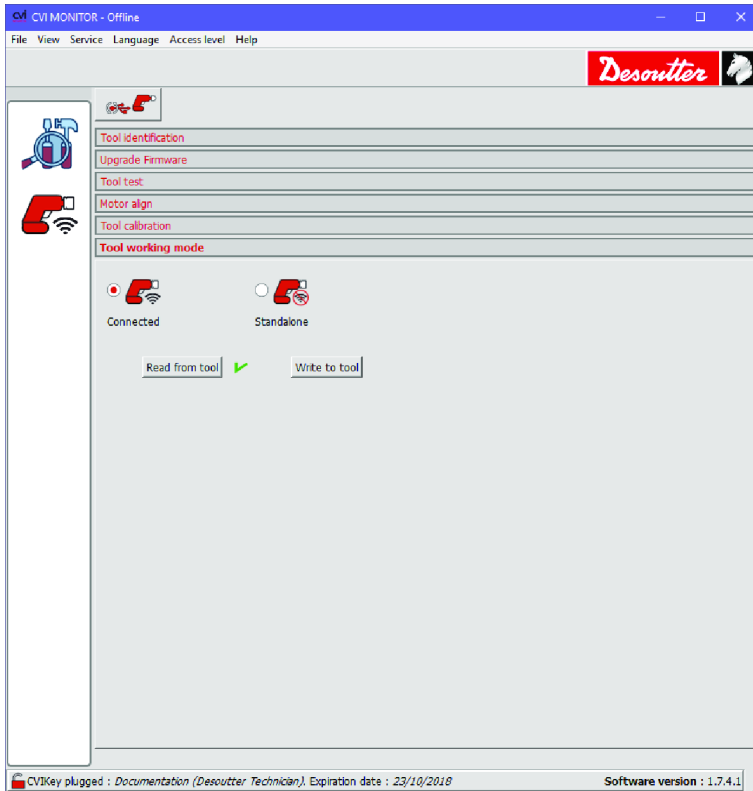 cvi CVI MONITOR - Offline
File View Service Language Access level Help
Desoutter
Tool identification
Upgrade Firmware
Tool test
Motor align
Tool calibration
Tool working mode
Connected Standalone
Read from tool Write to tool
CVIKey plugged : Documentation (Desoutter Technician). Expiration date : 23/10/2018 Software version : 1.7.4.1